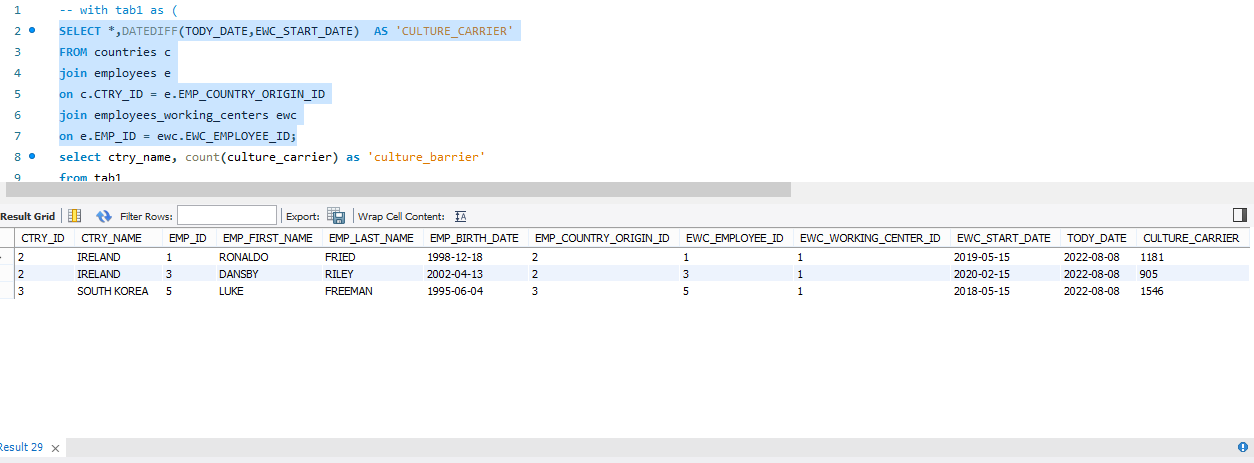 1 -- with tab1 as (
2 SELECT *,DATEDIFF(TODY_DATE,EWC_START_DATE)  AS 'CULTURE_CARRIER'
3 FROM countries c
4 join employees e
5 on c.CTRY_ID = e.EMP_COUNTRY_ORIGIN_ID
6 join employees_working_centers ewc
7 on e.EMP_ID = ewc.EWC_EMPLOYEE_ID;
8 select ctry_name, count(culture_carrier) as 'culture_barrier'
9 from tab1
Result Grid Filter Rows: Export: Wrap Cell Content: IA
CTRY_ID CTRY_NAME EMP_ID EMP_FIRST_NAME EMP_LAST_NAME EMP_BIRTH_DATE EMP_COUNTRY_ORIGIN_ID EWC_EMPLOYEE_ID EWC_WORKING_CENTER_ID EWC_START_DATE TODY_DATE CULTURE_CARRIER
2 IRELAND 1 RONALDO FRIED 1998-12-18 2 1 1 2019-05-15 2022-08-08 1181
2 IRELAND 3 DANSBY RILEY 2002-04-13 2 3 1 2020-02-15 2022-08-08 905
3 SOUTH KOREA 5 LUKE FREEMAN 1995-06-04 3 5 1 2018-05-15 2022-08-08 1546
Result 29